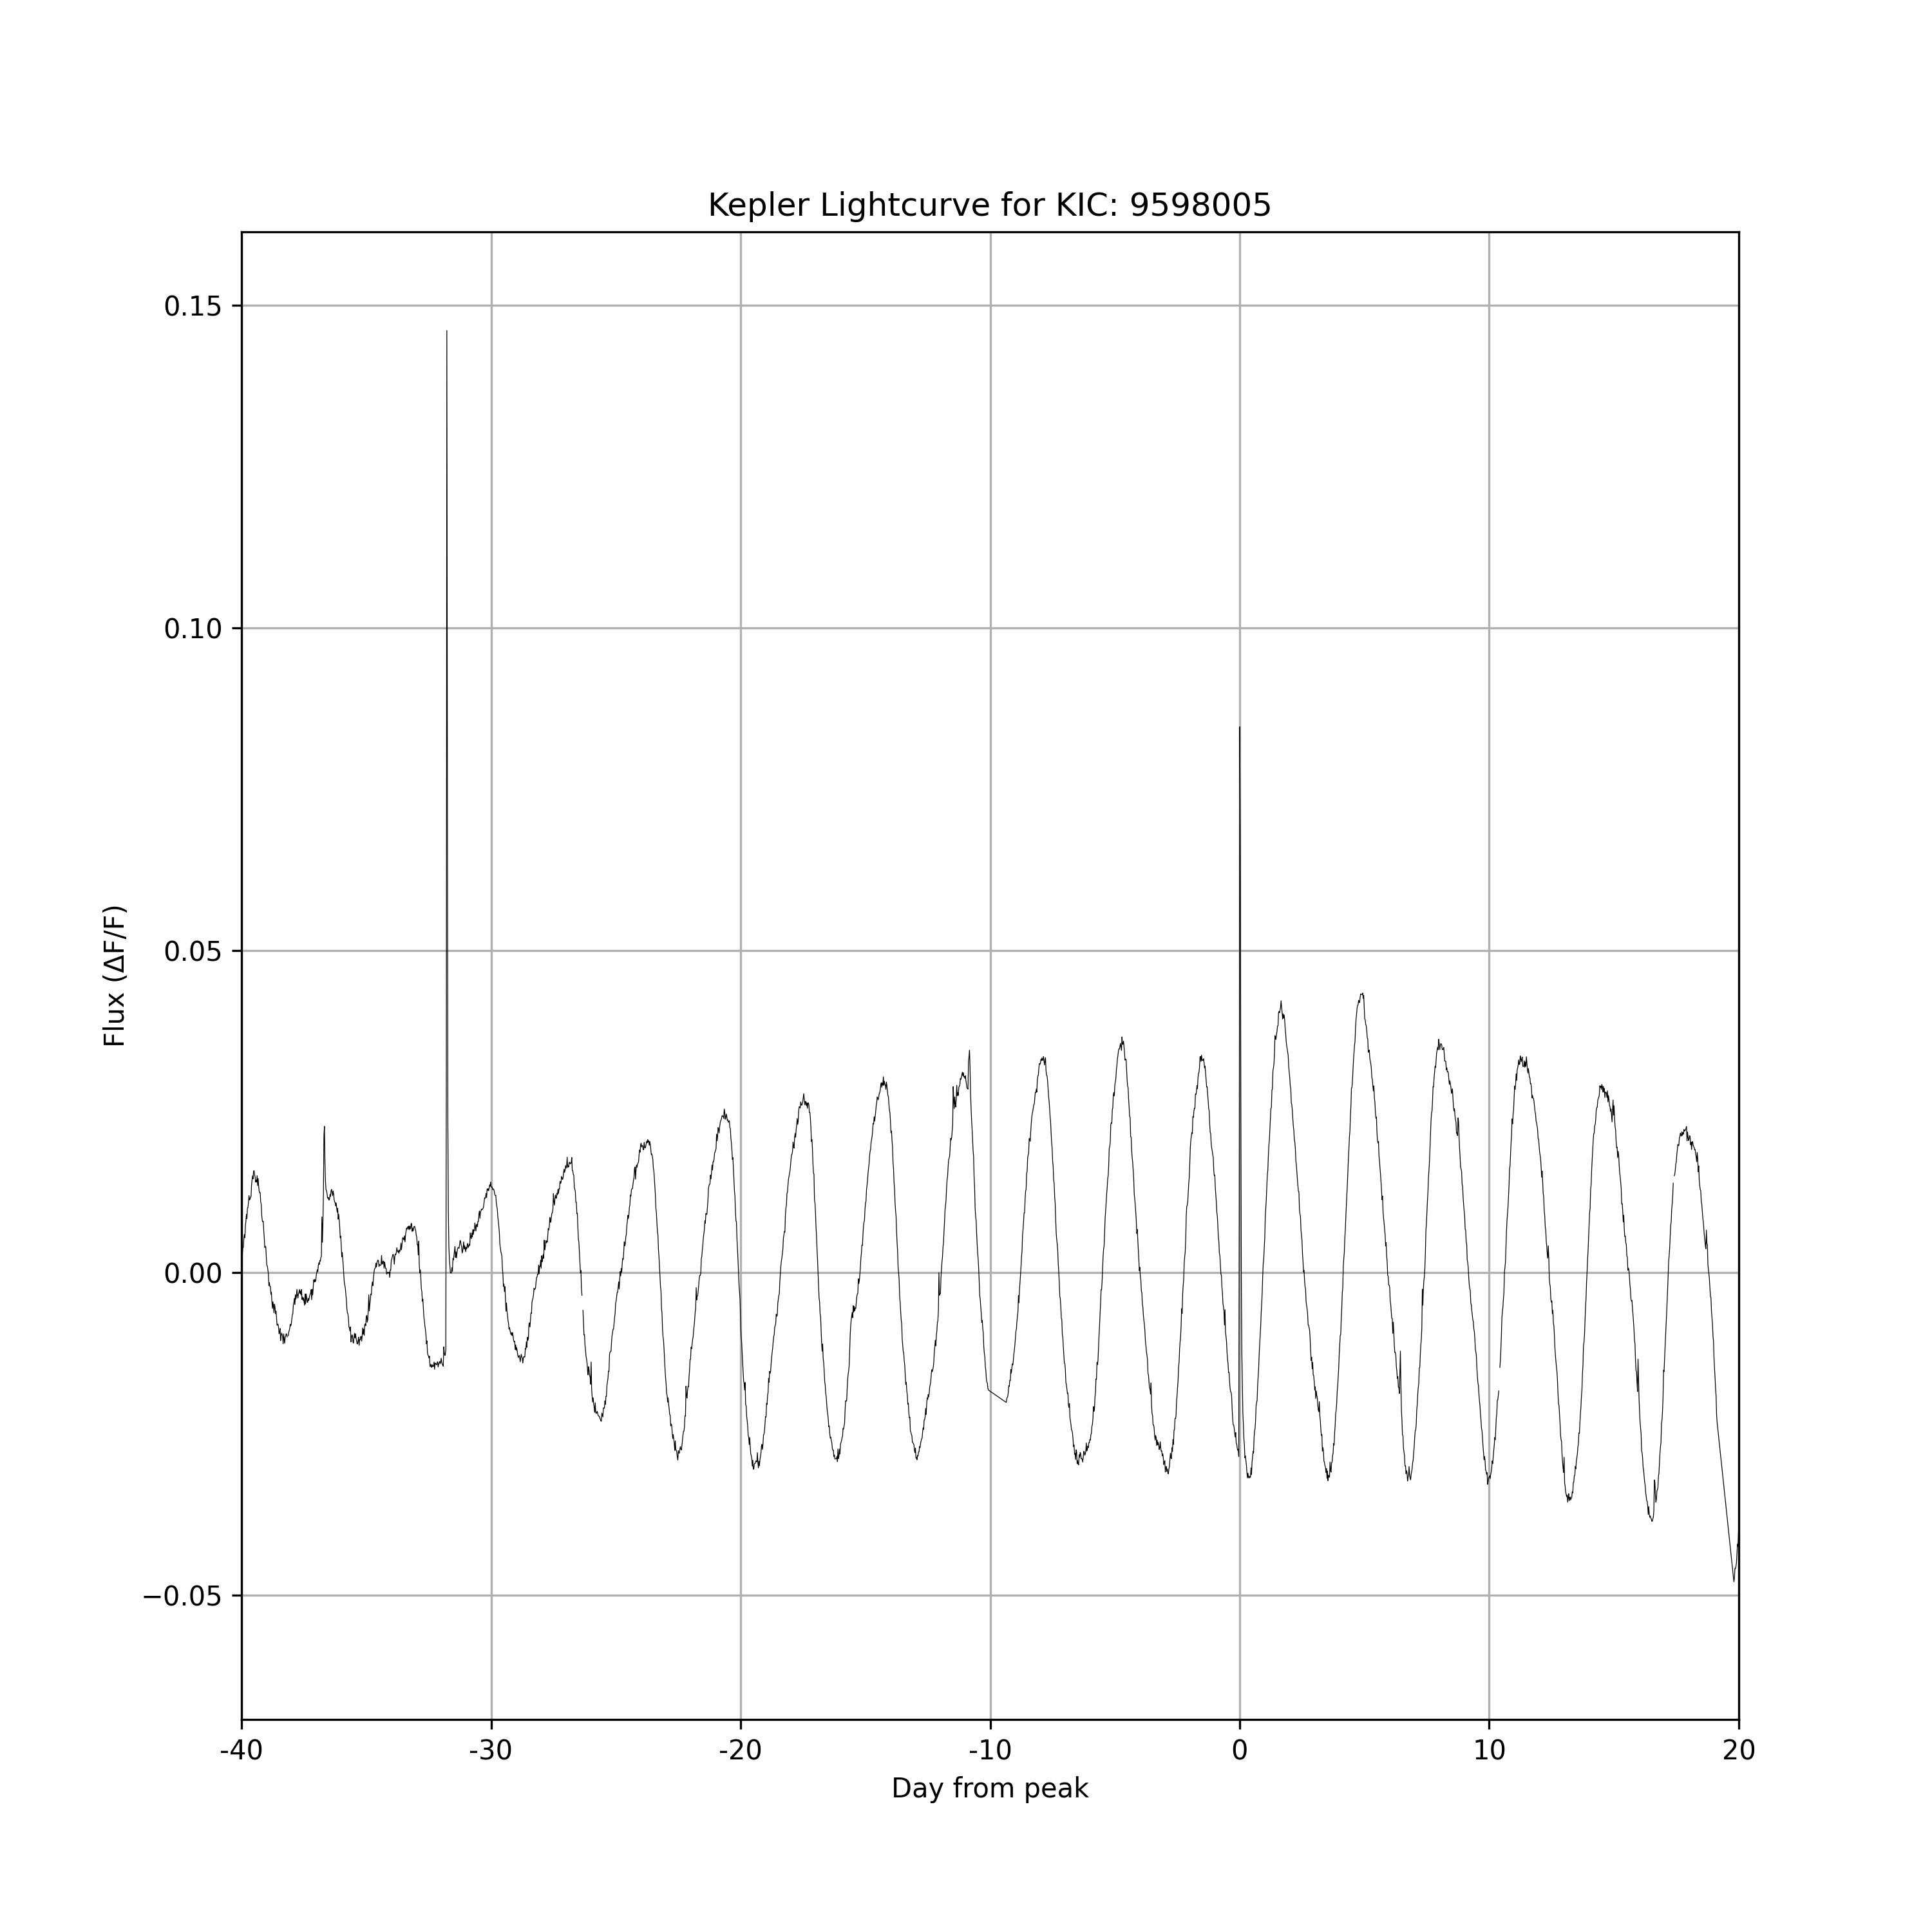 Kepler Lightcurve for KIC: 9598005
0.15
0.10
0.05
0.00
−0.05
Flux (ΔF/F)
-40 -30 -20 -10 0 10 20
Day from peak